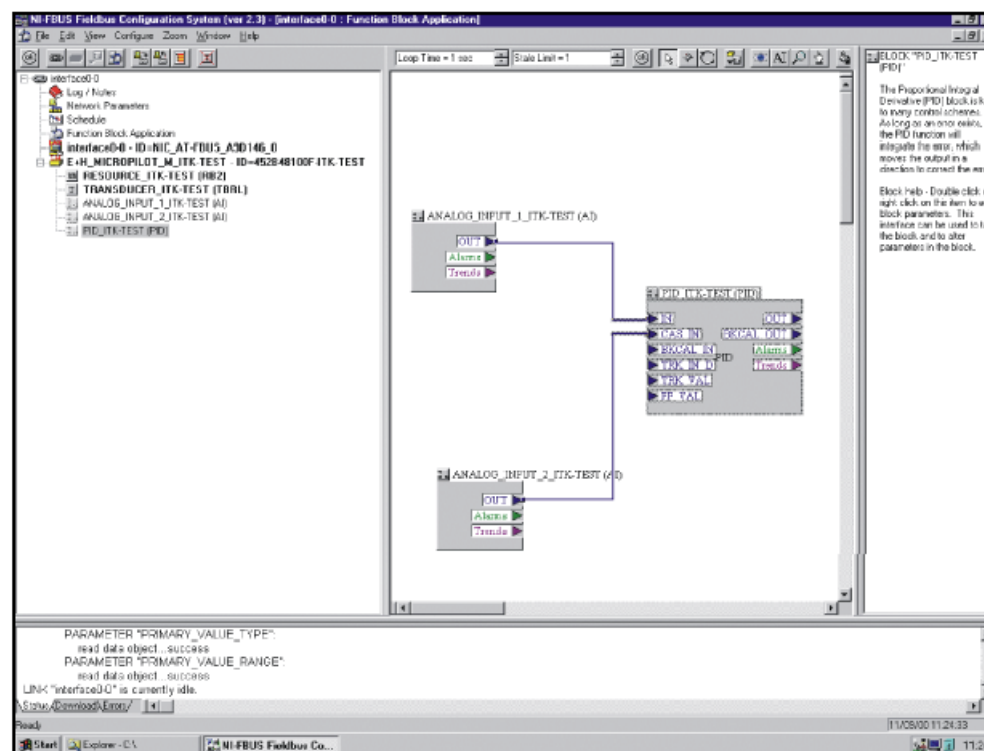 NI-FBUS Fieldbus Configuration System (ver 2.3) - [interface0-0 : Function Block Application]
File Edit View Configure Zoom Window Help
Loop Time = 1 sec
Stale Limit = 1
interface0-0
Log / Notes
Network Parameters
Schedule
Function Block Application
interface0-0 - ID=NIC_AT-FBUS_A3D146_0
E+H_MICROPILOT_M_ITK-TEST - ID=452B48100F-ITK-TEST
RESOURCE_ITK-TEST (RB2)
TRANSDUCER_ITK-TEST (TBRL)
ANALOG_INPUT_1_ITK-TEST (AI)
ANALOG_INPUT_2_ITK-TEST (AI)
PID_ITK-TEST (PID)
ANALOG_INPUT_1_ITK-TEST (AI)
OUT
Alarms
Trends
PID_ITK-TEST (PID)
IN OUT
CAS_IN BKCAL_OUT
BKCAL_IN Alarms
TRK_IN_D PID Trends
TRK_VAL
FF_VAL
ANALOG_INPUT_2_ITK-TEST (AI)
OUT
Alarms
Trends
BLOCK "PID_ITK-TEST
(PID)"
The Proportional Integral
Derivative (PID) block is k
to many control schemes.
As long as an error exists,
the PID function will
integrate the error, which
moves the output in a
direction to correct the err
Block help - Double click
right click on this item to
block parameters. This
interface can be used to
the block and to alter
parameters in the block.
PARAMETER "PRIMARY_VALUE_TYPE":
read data object...success
PARAMETER "PRIMARY_VALUE_RANGE":
read data object...success
LINK "interface0-0" is currently idle.
Status Download Errors
Ready
11/09/00 11:24:33
Start
Explorer - C:\
NI-FBUS Fieldbus Co...
11:2